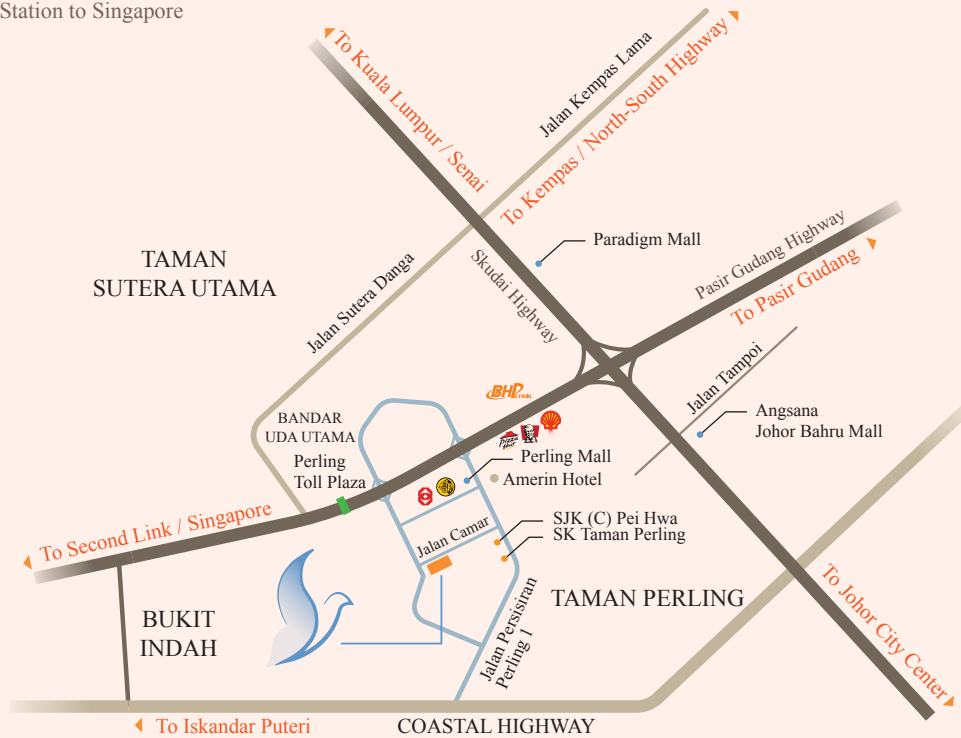 Station to Singapore
To Kuala Lumpur / Senai
Jalan Kempas Lama
To Kempas / North-South Highway
Paradigm Mall
Pasir Gudang Highway
To Pasir Gudang
TAMAN
SUTERA UTAMA
Skudai Highway
Jalan Sutera Danga
Jalan Tampoi
BHPetrol
Pizza
Hut
KFC
Angsana
Johor Bahru Mall
BANDAR
UDA UTAMA
Perling
Toll Plaza
Perling Mall
Amerin Hotel
To Second Link / Singapore
Jalan Camar
SJK (C) Pei Hwa
SK Taman Perling
TAMAN PERLING
To Johor City Center
BUKIT
INDAH
Jalan Persisiran
Perling 1
To Iskandar Puteri
COASTAL HIGHWAY